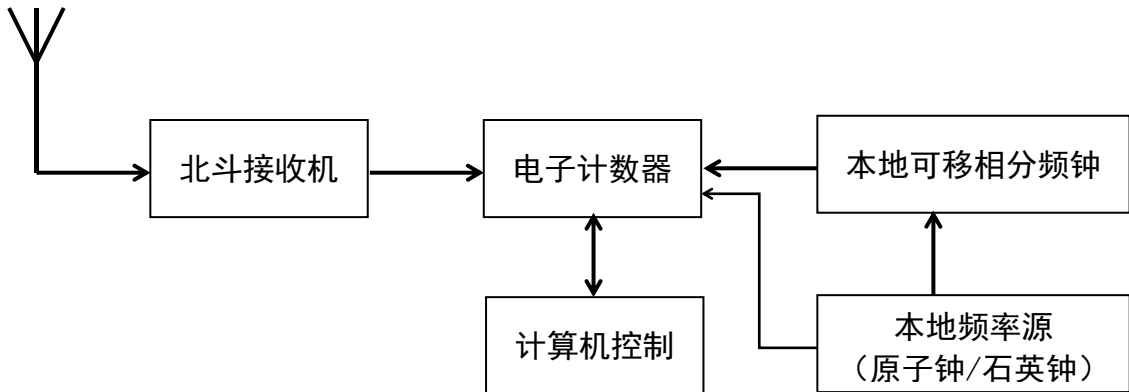 北斗接收机
电子计数器
本地可移相分频钟
计算机控制
本地频率源
（原子钟/石英钟）